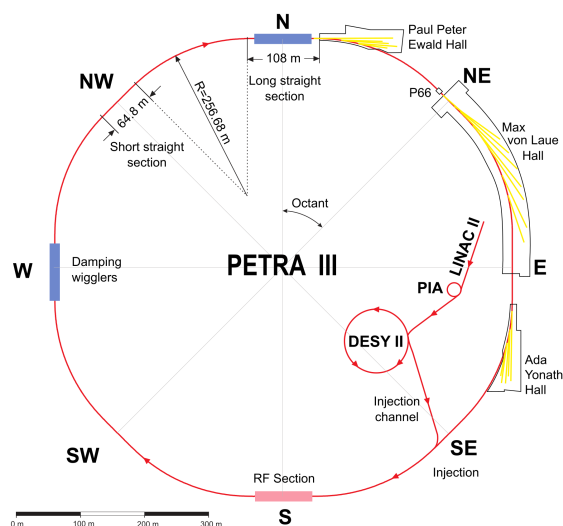 N
Paul Peter
Ewald Hall
108 m
Long straight
section
NW
64.8 m
Short straight
section
R=256.68 m
NE
P66
Max
von Laue
Hall
Octant
W
Damping
wigglers
PETRA III
LINAC II
PIA
E
DESY II
Ada
Yonath
Hall
Injection
channel
SW
SE
Injection
RF Section
S
0 m
100 m
200 m
300 m